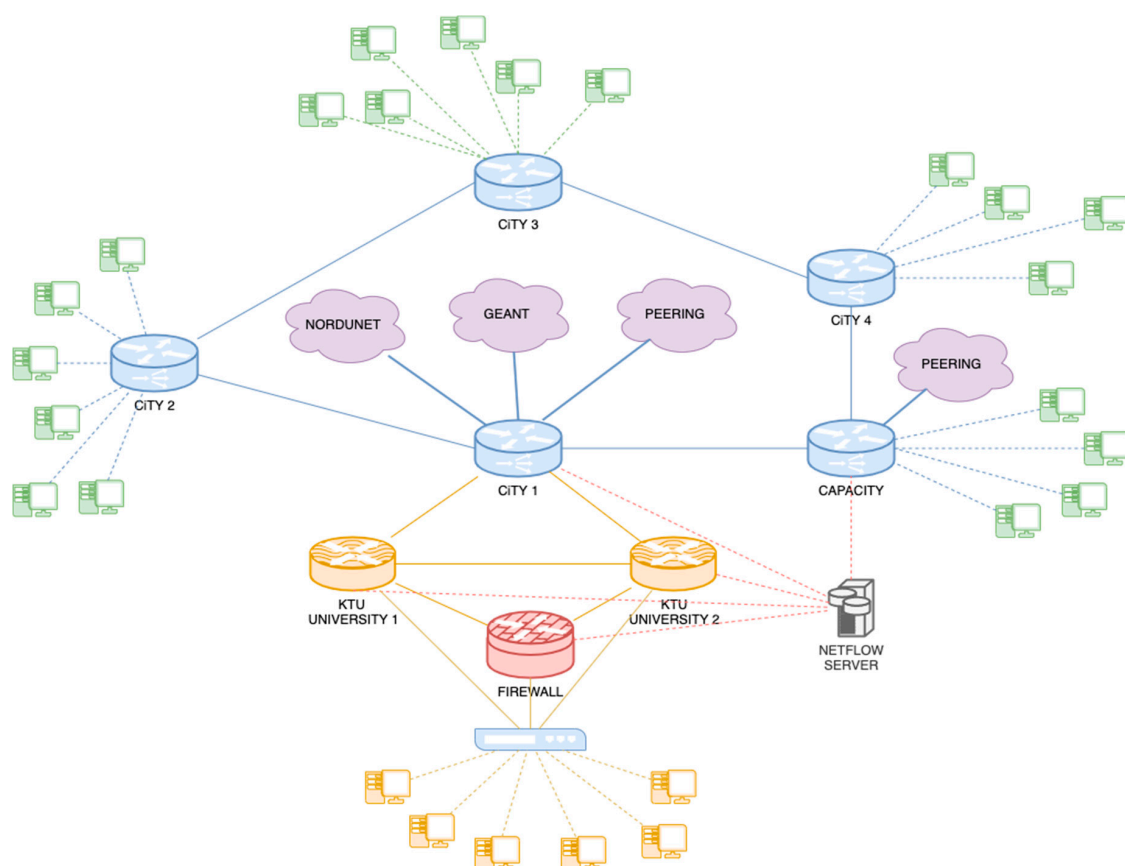 CiTY 3
CiTY 4
NORDUNET
GEANT
PEERING
PEERING
CiTY 2
CiTY 1
CAPACITY
KTU
UNIVERSITY 1
KTU
UNIVERSITY 2
NETFLOW
SERVER
FIREWALL